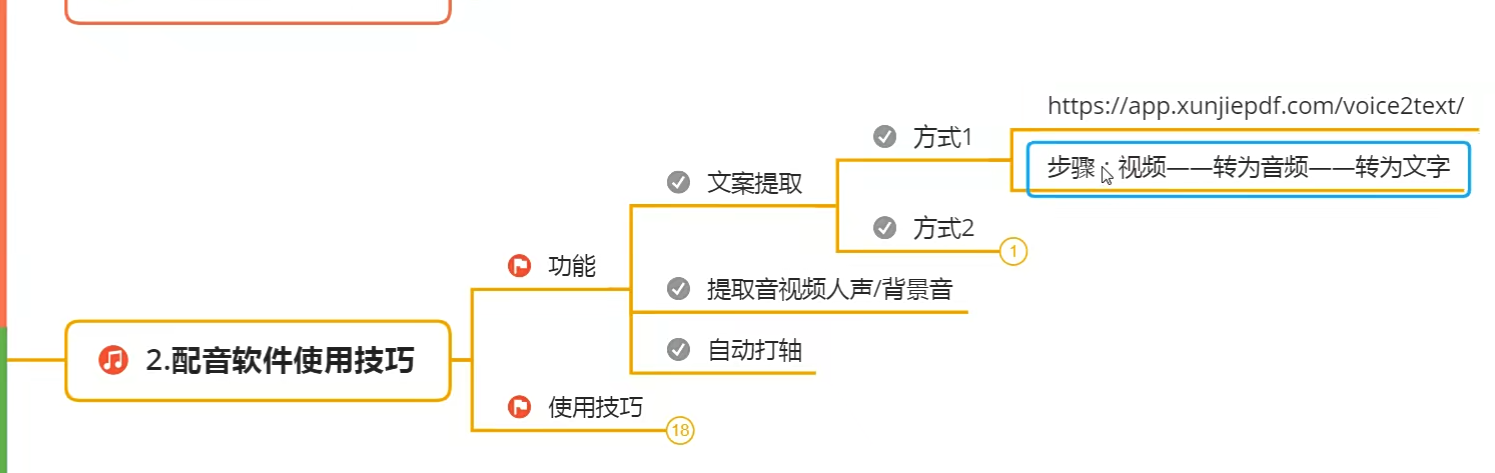 https://app.xunjiepdf.com/voice2text/
方式1
步骤：视频——转为音频——转为文字
文案提取
方式2
1
功能
提取音视频人声/背景音
自动打轴
2.配音软件使用技巧
使用技巧
18